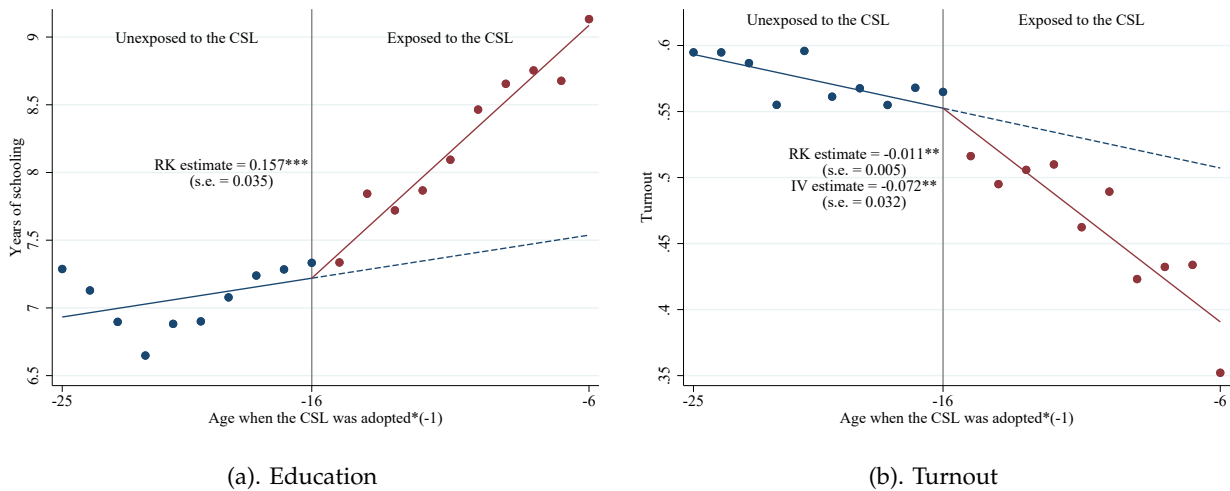 Unexposed to the CSL
Exposed to the CSL
9
8.5
8
7.5
7
6.5
Years of schooling
RK estimate = 0.157***
(s.e. = 0.035)
-25
-16
-6
Age when the CSL was adopted*(-1)
(a). Education
Unexposed to the CSL
Exposed to the CSL
.6
.55
.5
.45
.4
.35
Turnout
RK estimate = -0.011**
(s.e. = 0.005)
IV estimate = -0.072**
(s.e. = 0.032)
-25
-16
-6
Age when the CSL was adopted*(-1)
(b). Turnout